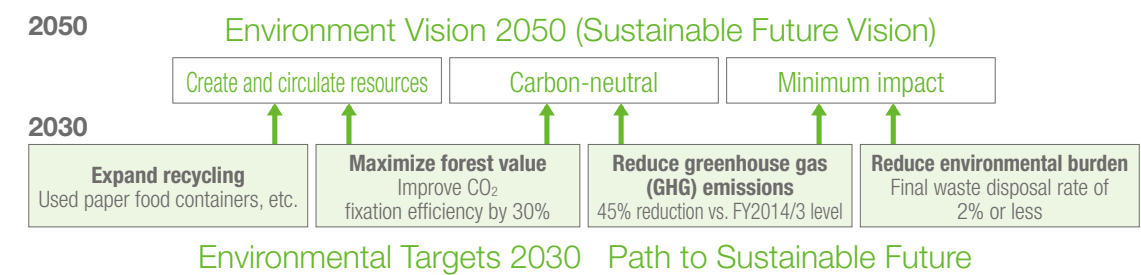 2050
Environment Vision 2050 (Sustainable Future Vision)
Create and circulate resources
Carbon-neutral
Minimum impact
2030
Expand recycling
Used paper food containers, etc.
Maximize forest value
Improve CO₂
fixation efficiency by 30%
Reduce greenhouse gas
(GHG) emissions
45% reduction vs. FY2014/3 level
Reduce environmental burden
Final waste disposal rate of
2% or less
Environmental Targets 2030 Path to Sustainable Future